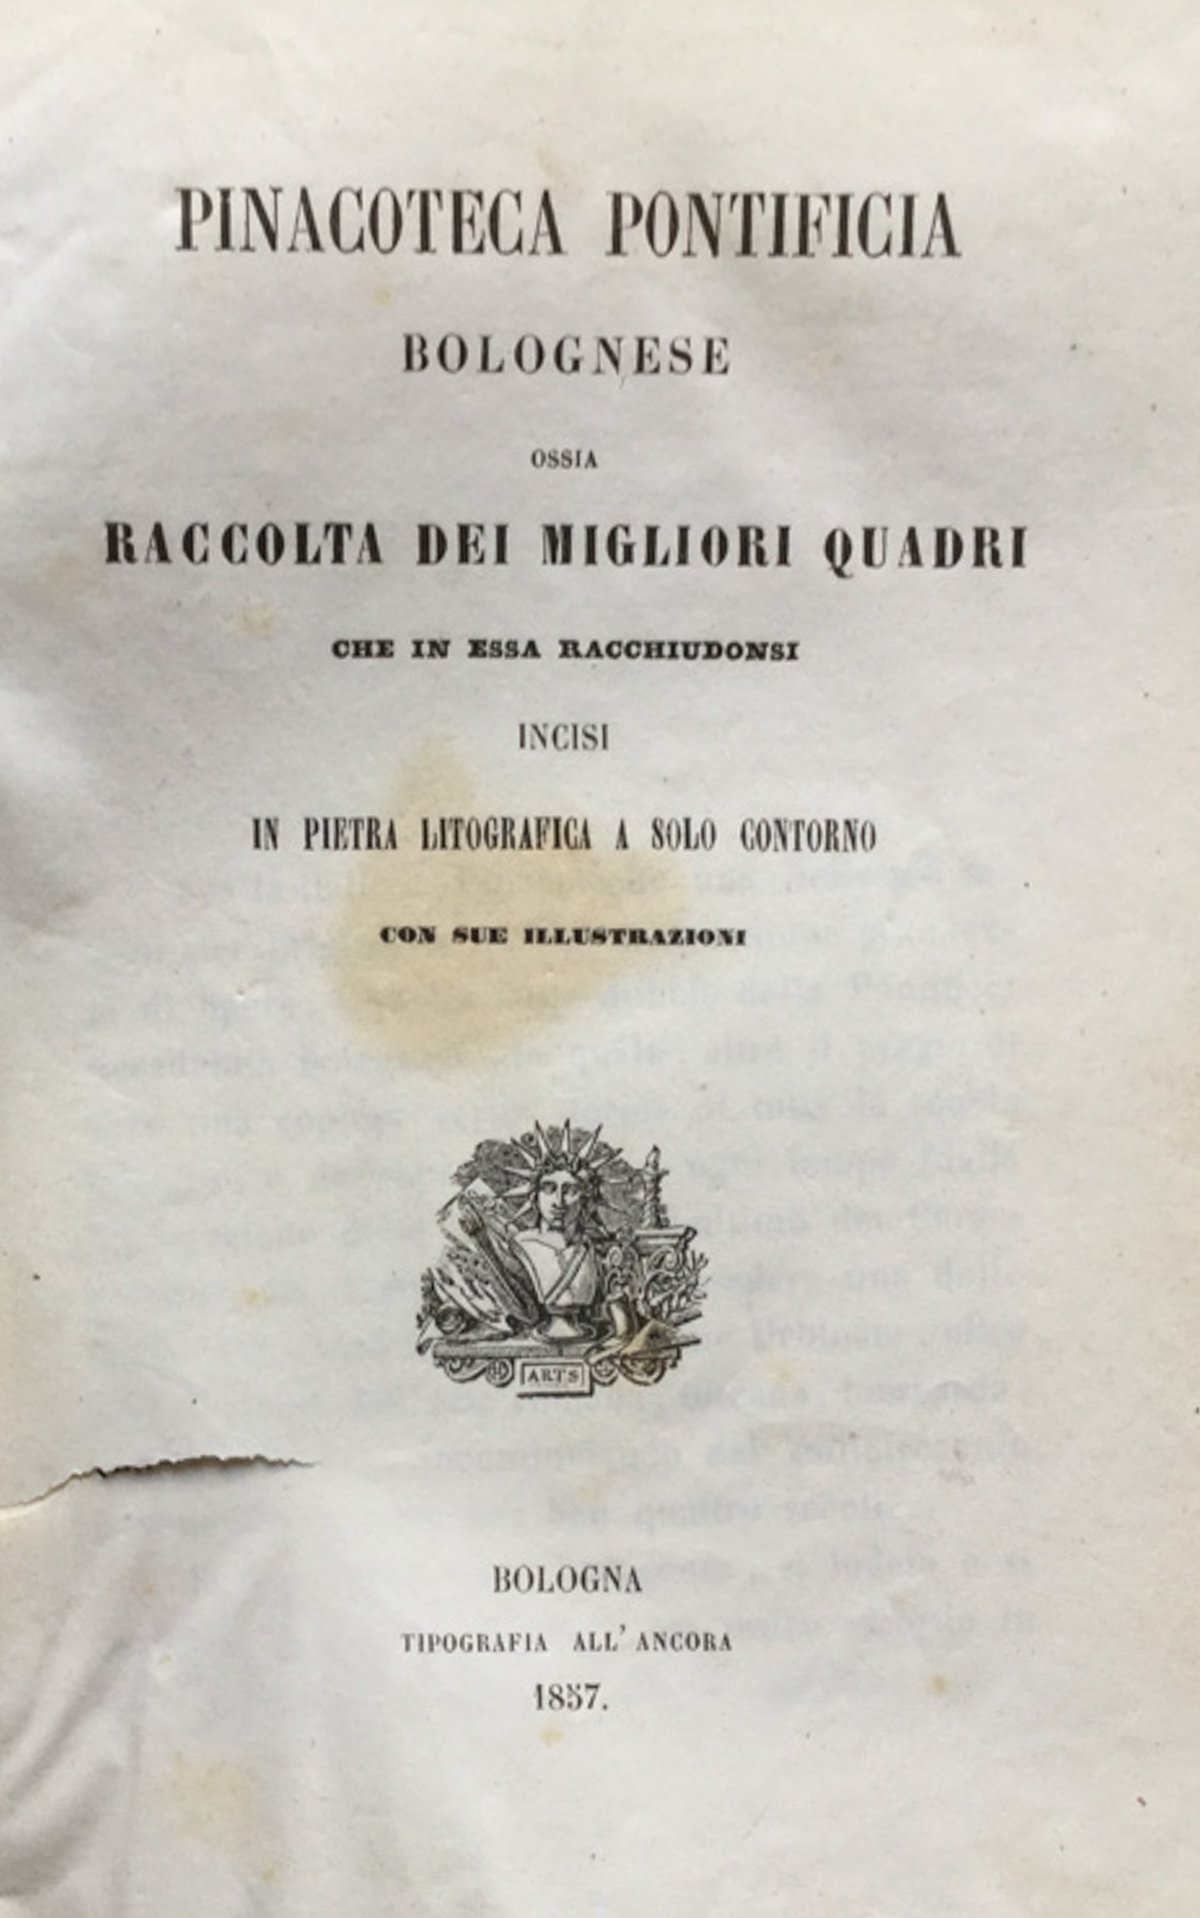 PINACOTECA PONTIFICIA
BOLOGNESE
OSSIA
RACCOLTA DEI MIGLIORI QUADRI
CHE IN ESSA RACCHIUDONSI
INCISI
IN PIETRA LITOGRAFICA A SOLO CONTORNO
CON SUE ILLUSTRAZIONI
ARTS
BOLOGNA
TIPOGRAFIA ALL' ANCORA
1857.